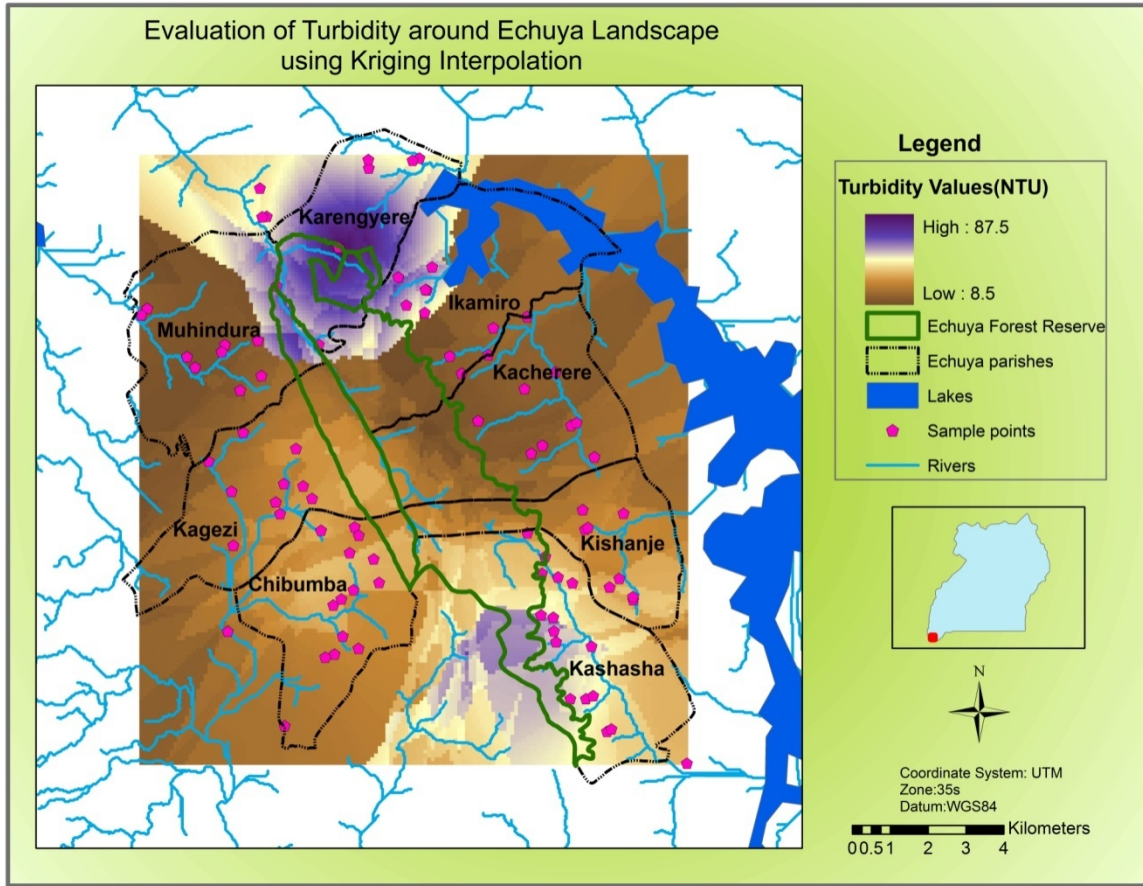 Evaluation of Turbidity around Echuya Landscape
using Kriging Interpolation
Karengyere
Ikamiro
Muhindura
Kacherere
Kagezi
Kishanje
Chibumba
Kashasha
Legend
Turbidity Values(NTU)
High : 87.5
Low : 8.5
Echuya Forest Reserve
Echuya parishes
Lakes
Sample points
Rivers
N
Coordinate System: UTM
Zone:35s
Datum:WGS84
Kilometers
0 0.5 1 2 3 4